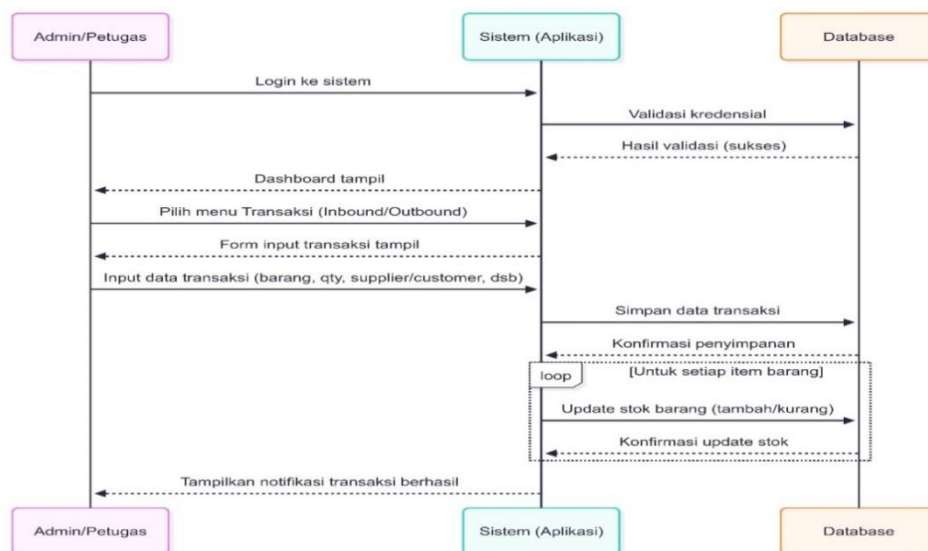 Admin/Petugas
Sistem (Aplikasi)
Database
Login ke sistem
Validasi kredensial
Hasil validasi (sukses)
Dashboard tampil
Pilih menu Transaksi (Inbound/Outbound)
Form input transaksi tampil
Input data transaksi (barang, qty, supplier/customer, dsb)
Simpan data transaksi
Konfirmasi penyimpanan
loop
[Untuk setiap item barang]
Update stok barang (tambah/kurang)
Konfirmasi update stok
Tampilkan notifikasi transaksi berhasil
Admin/Petugas
Sistem (Aplikasi)
Database